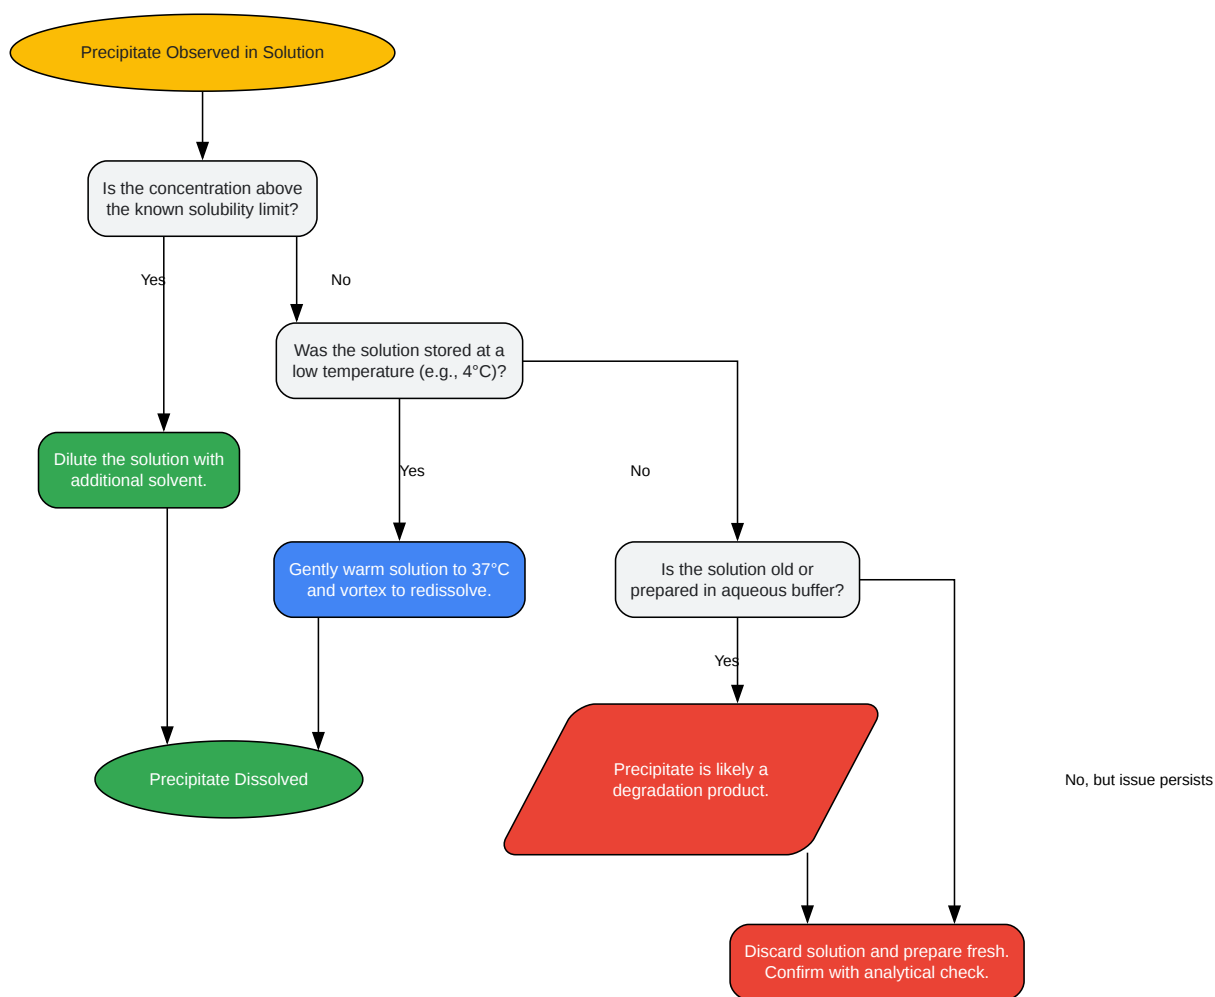 Precipitate Observed in Solution
Is the concentration above
the known solubility limit?
Yes
No
Was the solution stored at a
low temperature (e.g., 4°C)?
Dilute the solution with
additional solvent.
Yes
No
Gently warm solution to 37°C
and vortex to redissolve.
Is the solution old or
prepared in aqueous buffer?
Yes
Precipitate is likely a
degradation product.
Precipitate Dissolved
No, but issue persists
Discard solution and prepare fresh.
Confirm with analytical check.